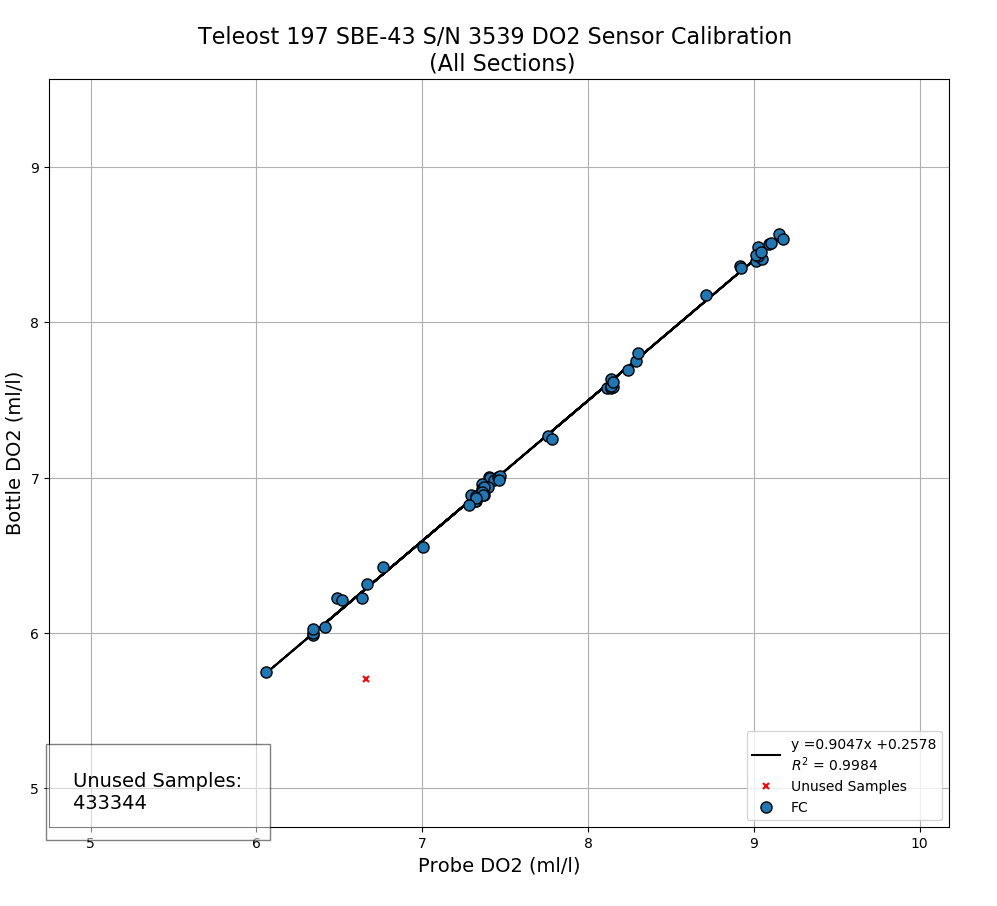 Teleost 197 SBE-43 S/N 3539 DO2 Sensor Calibration
(All Sections)
Bottle DO2 (ml/l)
9
8
7
6
5
Unused Samples:
433344
y =0.9047x +0.2578
R² = 0.9984
Unused Samples
FC
5 6 7 8 9 10
Probe DO2 (ml/l)